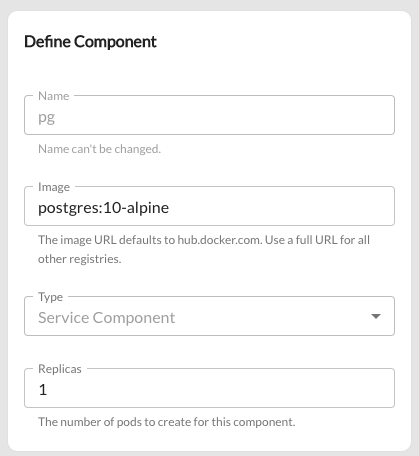 Define Component
Name
pg
Name can't be changed.
Image
postgres:10-alpine
The image URL defaults to hub.docker.com. Use a full URL for all
other registries.
Type
Service Component
Replicas
1
The number of pods to create for this component.